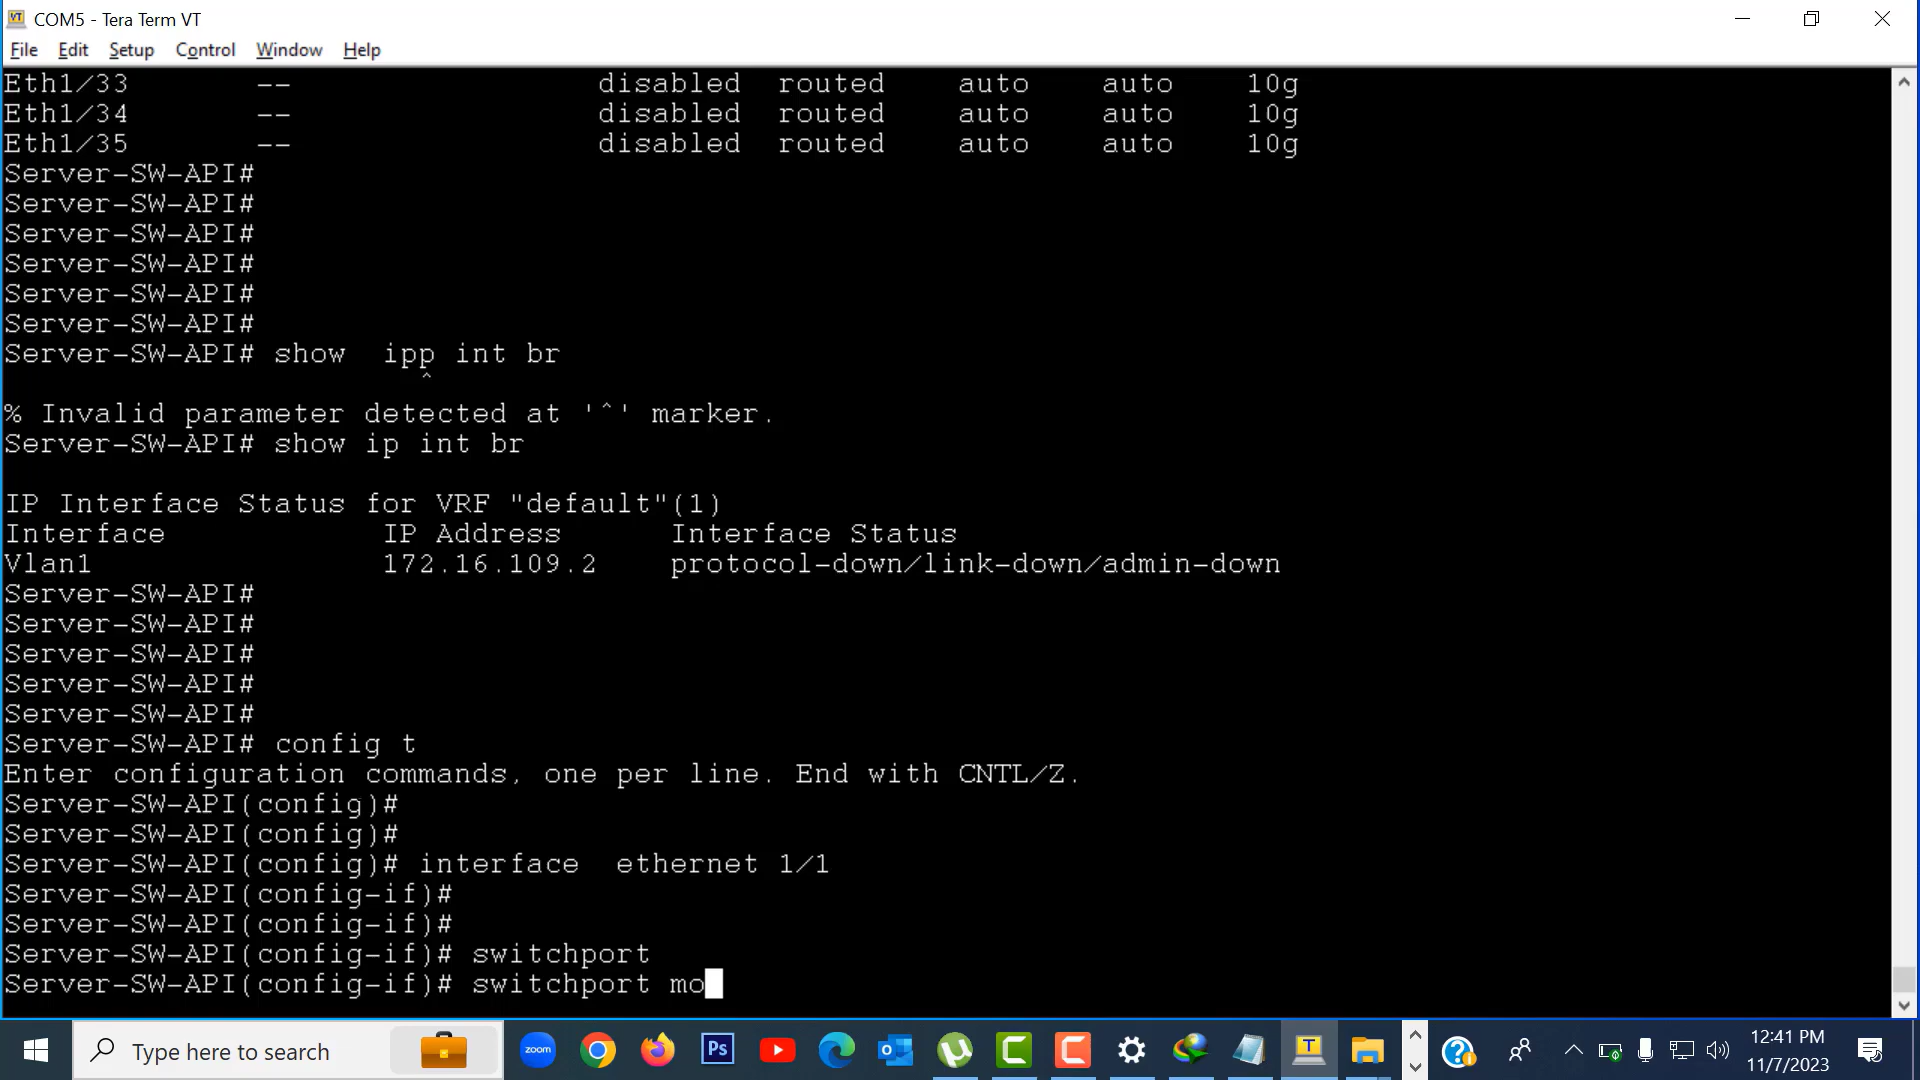 COM5 - Tera Term VT
File Edit Setup Control Window Help
Eth1/33 -- disabled routed auto auto 10g
Eth1/34 -- disabled routed auto auto 10g
Eth1/35 -- disabled routed auto auto 10g
Server-SW-API#
Server-SW-API#
Server-SW-API#
Server-SW-API#
Server-SW-API#
Server-SW-API#
Server-SW-API# show  ipp int br
^
% Invalid parameter detected at '^' marker.
Server-SW-API# show ip int br
IP Interface Status for VRF "default"(1)
Interface IP Address Interface Status
Vlan1 172.16.109.2 protocol-down/link-down/admin-down
Server-SW-API#
Server-SW-API#
Server-SW-API#
Server-SW-API#
Server-SW-API#
Server-SW-API# config t
Enter configuration commands, one per line. End with CNTL/Z.
Server-SW-API(config)#
Server-SW-API(config)#
Server-SW-API(config)# interface  ethernet 1/1
Server-SW-API(config-if)#
Server-SW-API(config-if)#
Server-SW-API(config-if)# switchport
Server-SW-API(config-if)# switchport mo
Type here to search
zoom
Ps
12:41 PM
11/7/2023